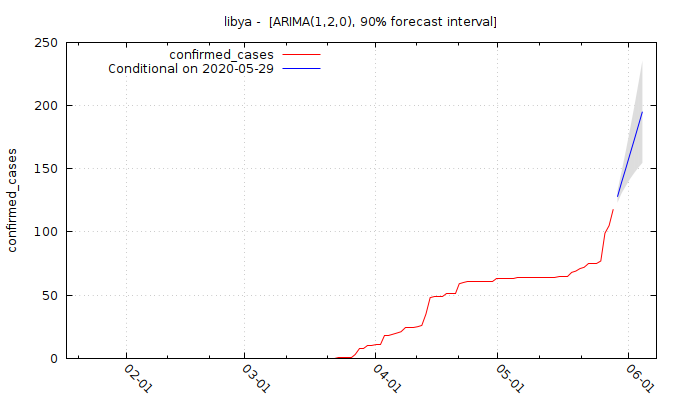 libya -  [ARIMA(1,2,0), 90% forecast interval]
confirmed_cases
Conditional on 2020-05-29
250
200
150
100
50
0
confirmed_cases
02-01
03-01
04-01
05-01
06-01